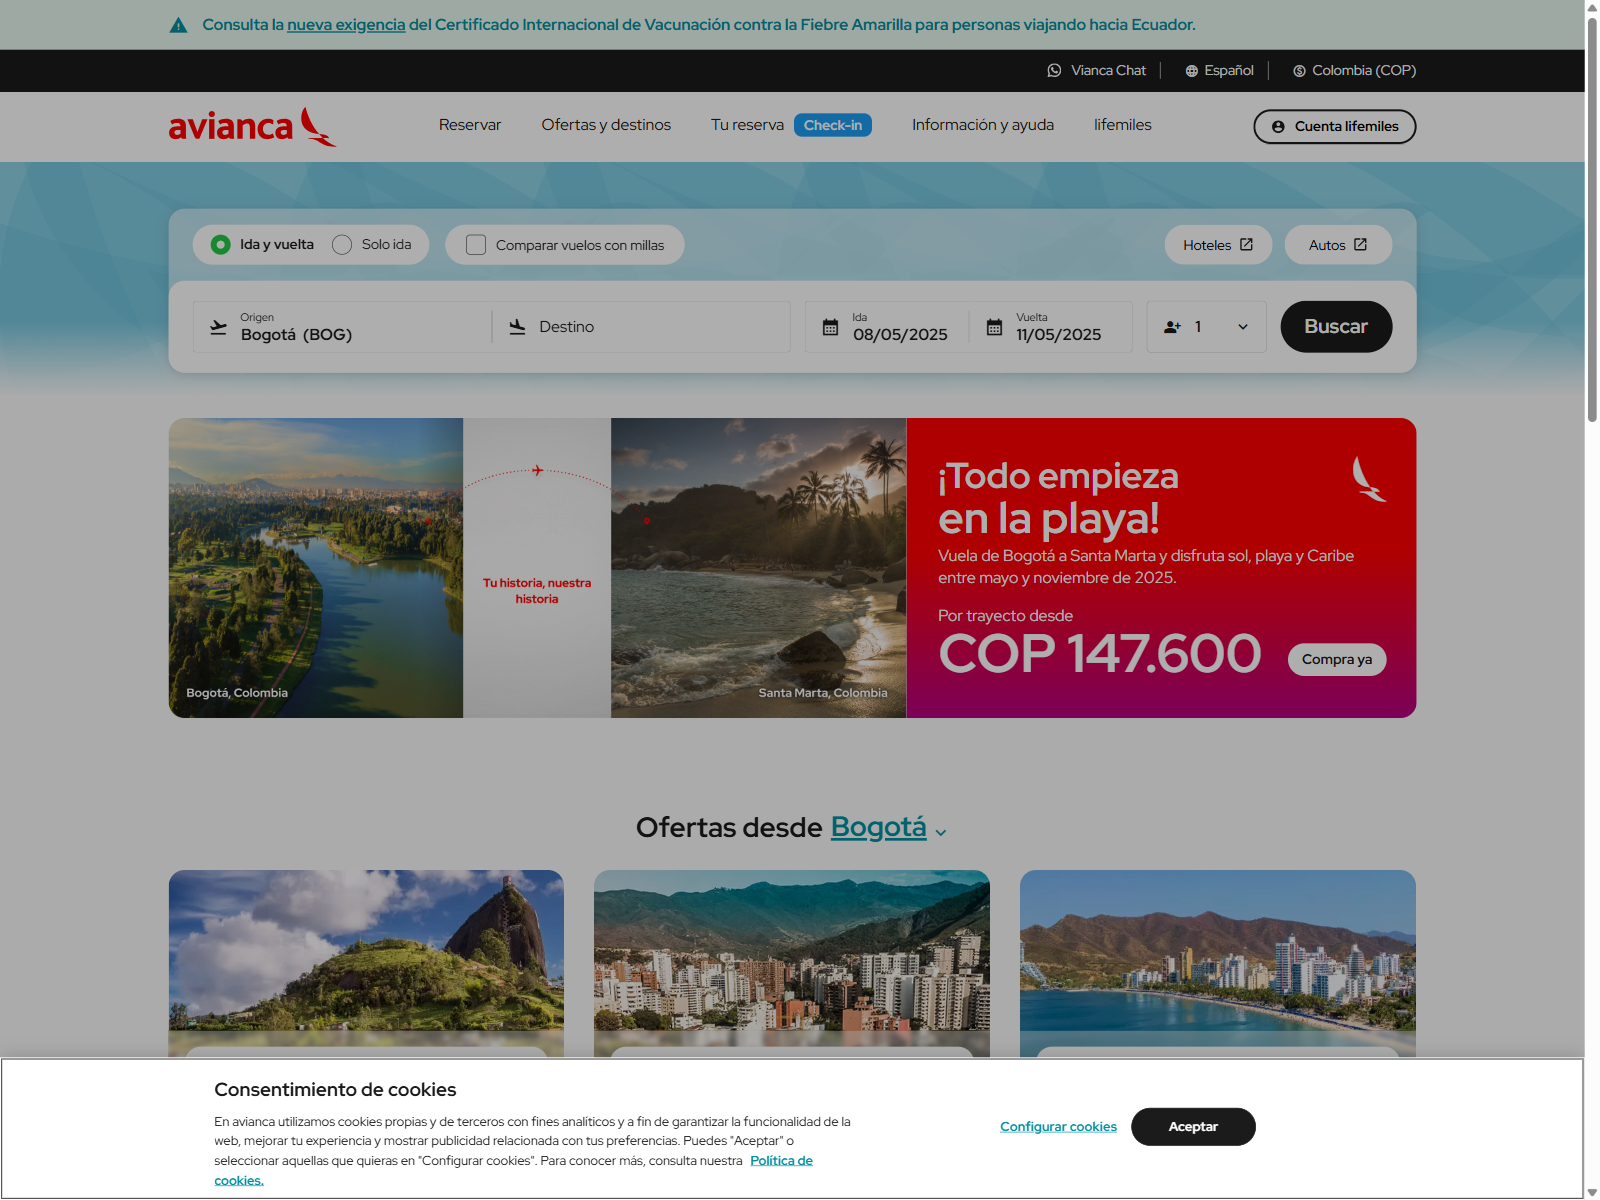 Consulta la nueva exigencia del Certificado Internacional de Vacunación contra la Fiebre Amarilla para personas viajando hacia Ecuador.
Vianca Chat
Español
Colombia (COP)
avianca
Reservar
Ofertas y destinos
Tu reserva
Check-in
Información y ayuda
lifemiles
Cuenta lifemiles
Ida y vuelta
Solo ida
Comparar vuelos con millas
Hoteles
Autos
Origen
Bogotá (BOG)
Destino
Ida
08/05/2025
Vuelta
11/05/2025
1
Buscar
Tu historia, nuestra
historia
Bogotá, Colombia
Santa Marta, Colombia
¡Todo empieza
en la playa!
Vuela de Bogotá a Santa Marta y disfruta sol, playa y Caribe
entre mayo y noviembre de 2025.
Por trayecto desde
COP 147.600
Compra ya
Ofertas desde Bogotá
Consentimiento de cookies
En avianca utilizamos cookies propias y de terceros con fines analíticos y a fin de garantizar la funcionalidad de la
web, mejorar tu experiencia y mostrar publicidad relacionada con tus preferencias. Puedes "Aceptar" o
seleccionar aquellas que quieras en "Configurar cookies". Para conocer más, consulta nuestra Política de
cookies.
Configurar cookies
Aceptar